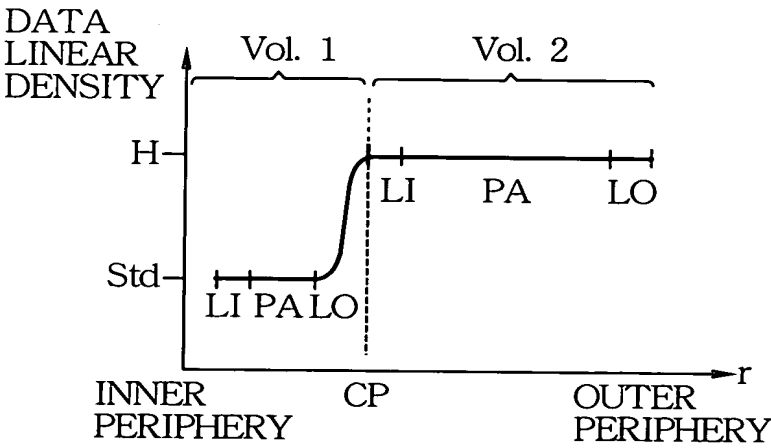 DATA
LINEAR
DENSITY
Vol. 1
Vol. 2
H
LI PA LO
Std
LI PA LO
r
INNER
PERIPHERY
CP
OUTER
PERIPHERY